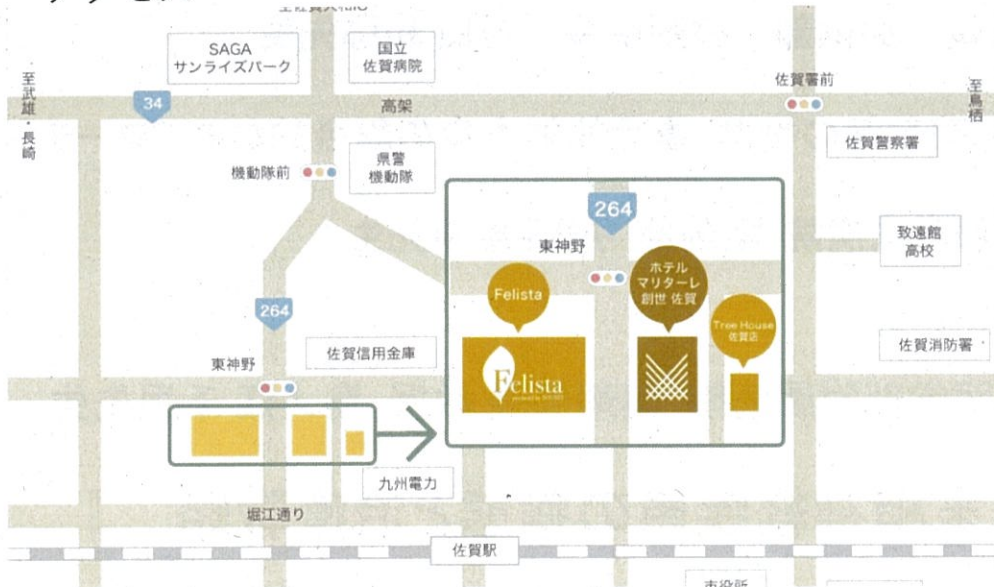 SAGA
サンライズパーク
国立
佐賀病院
佐賀署前
至武雄・長崎
34
高架
至鳥栖
佐賀警察署
機動隊前
県警
機動隊
264
東神野
致遠館
高校
Felista
ホテル
マリターレ
創世 佐賀
Tree House
佐賀店
264
佐賀信用金庫
Felista
佐賀消防署
東神野
九州電力
堀江通り
佐賀駅